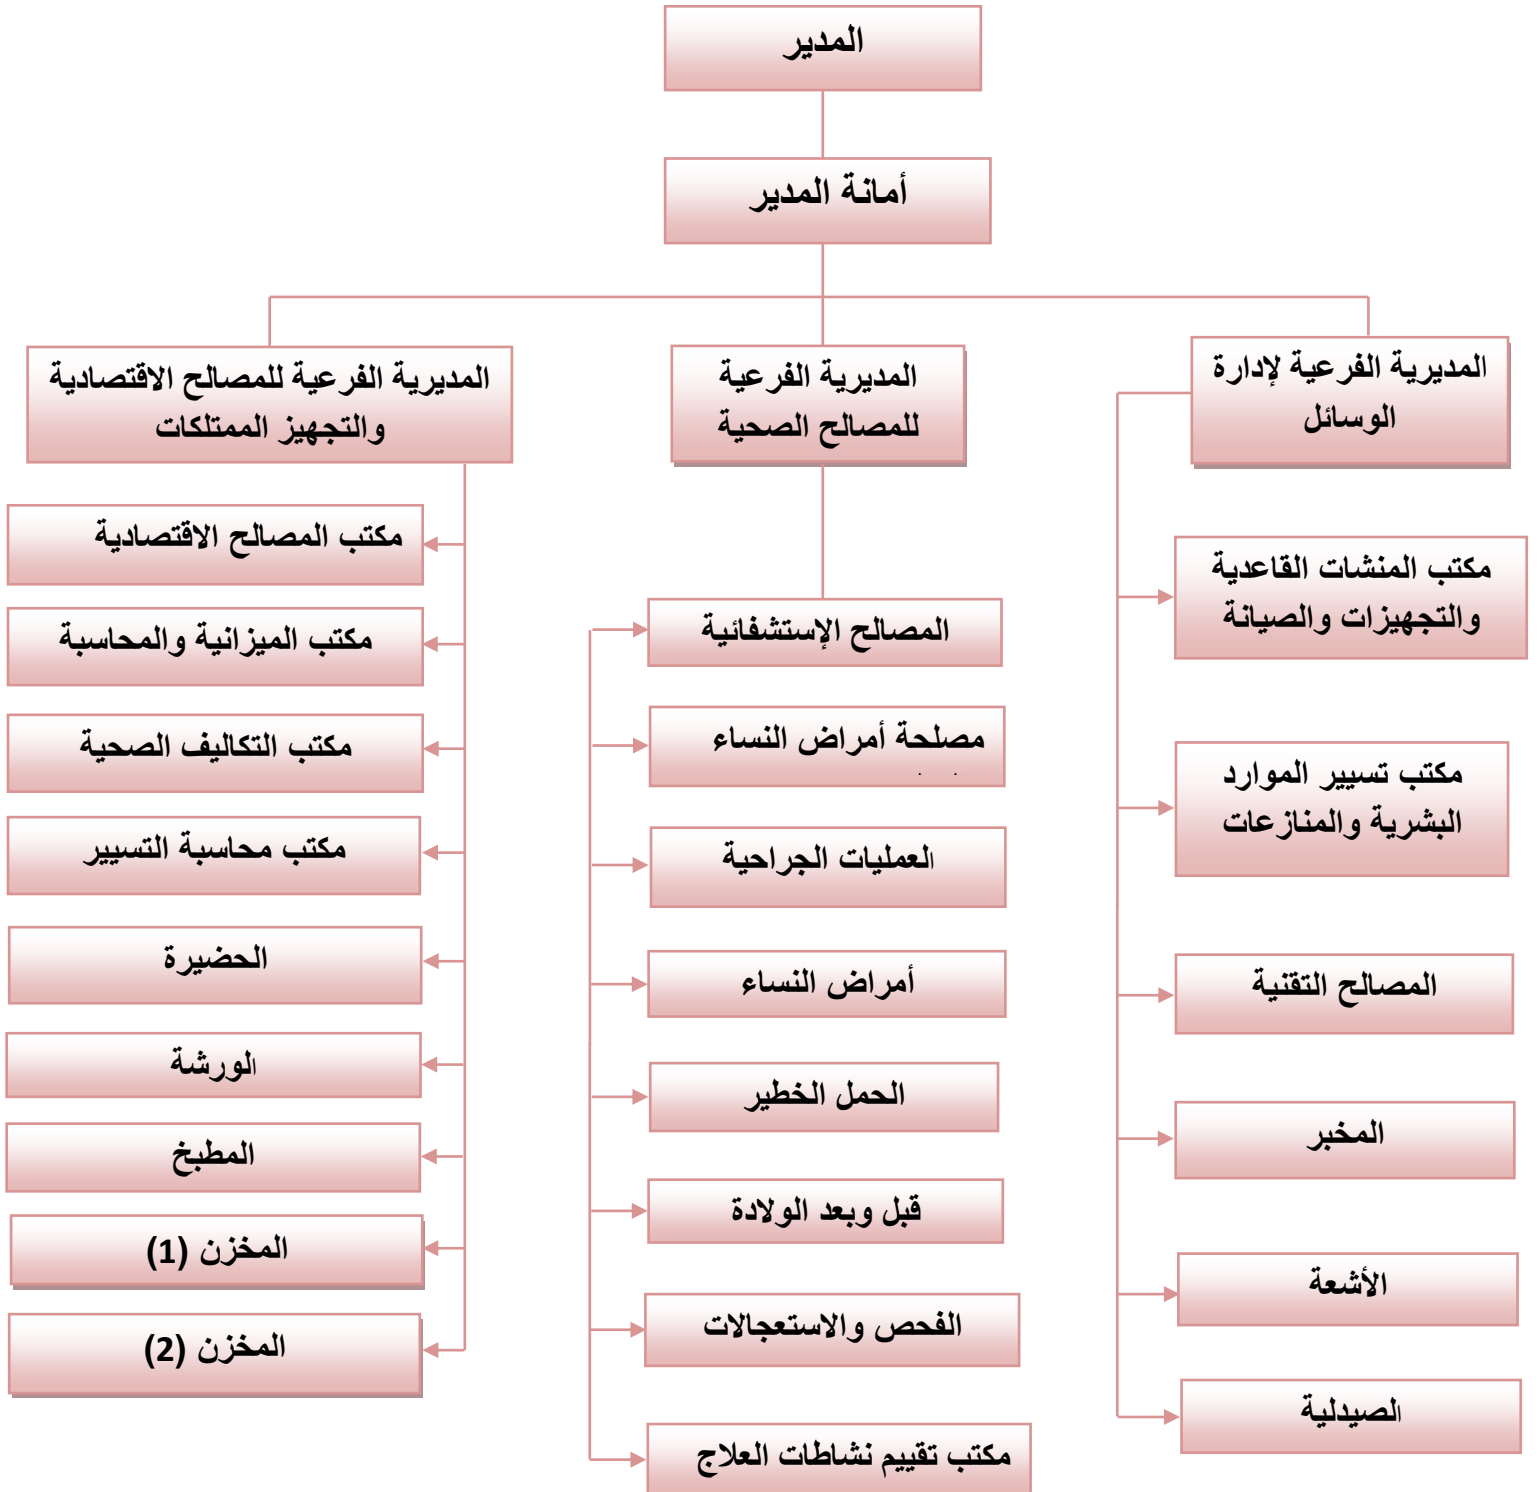 المدير
أمانة المدير
المديرية الفرعية لإدارة
الوسائل
المديرية الفرعية
للمصالح الصحية
المديرية الفرعية للمصالح الاقتصادية
والتجهيز الممتلكات
مكتب المنشات القاعدية
والتجهيزات والصيانة
مكتب تسيير الموارد
البشرية والمنازعات
المصالح التقنية
المخبر
الأشعة
الصيدلية
المصالح الإستشفائية
مصلحة أمراض النساء
العمليات الجراحية
أمراض النساء
الحمل الخطير
قبل وبعد الولادة
الفحص والاستعجالات
مكتب تقييم نشاطات العلاج
مكتب المصالح الاقتصادية
مكتب الميزانية والمحاسبة
مكتب التكاليف الصحية
مكتب محاسبة التسيير
الحضيرة
الورشة
المطبخ
المخزن (1)
المخزن (2)